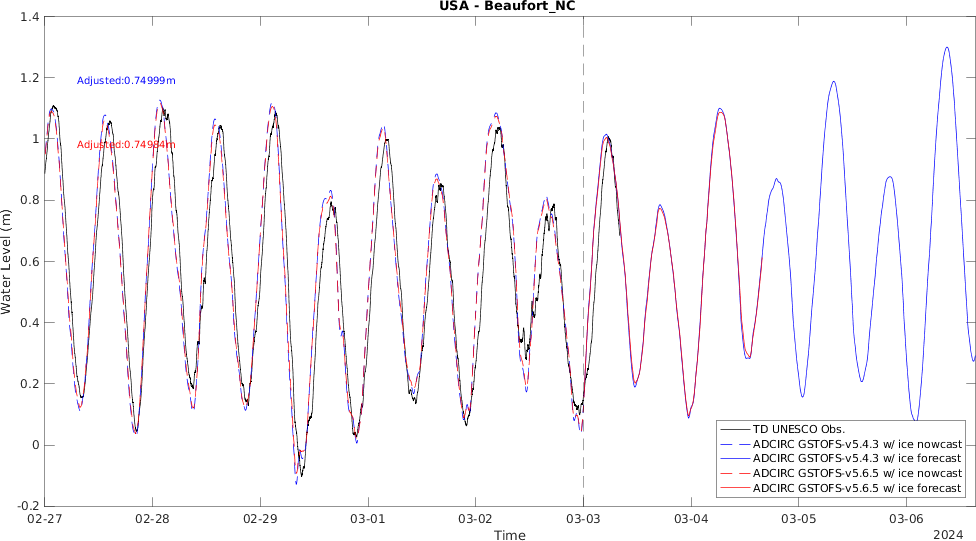 USA - Beaufort_NC
1.4
1.2
1
0.8
0.6
0.4
0.2
0
-0.2
Water Level (m)
Adjusted:0.74999m
Adjusted:0.74984m
TD UNESCO Obs.
ADCIRC GSTOFS-v5.4.3 w/ ice nowcast
ADCIRC GSTOFS-v5.4.3 w/ ice forecast
ADCIRC GSTOFS-v5.6.5 w/ ice nowcast
ADCIRC GSTOFS-v5.6.5 w/ ice forecast
02-27 02-28 02-29 03-01 03-02 03-03 03-04 03-05 03-06
Time
2024